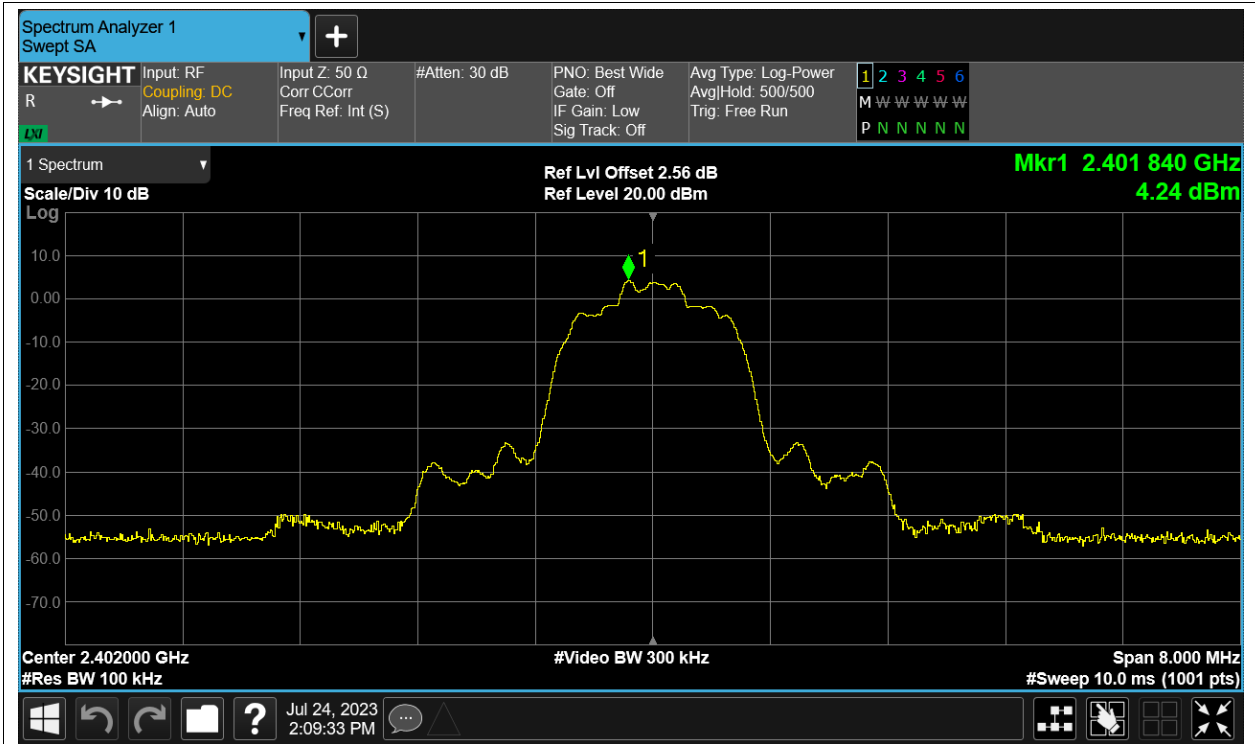 Spectrum Analyzer 1
Swept SA
KEYSIGHT
R
LXI
Input: RF
Coupling: DC
Align: Auto
Input Z: 50 Ω
Corr CCorr
Freq Ref: Int (S)
#Atten: 30 dB
PNO: Best Wide
Gate: Off
IF Gain: Low
Sig Track: Off
Avg Type: Log-Power
Avg|Hold: 500/500
Trig: Free Run
1 2 3 4 5 6
M W W W W W
P N N N N N
1 Spectrum
Scale/Div 10 dB
Log
Ref Lvl Offset 2.56 dB
Ref Level 20.00 dBm
Mkr1 2.401 840 GHz
4.24 dBm
1
10.0
0.00
-10.0
-20.0
-30.0
-40.0
-50.0
-60.0
-70.0
Center 2.402000 GHz
#Res BW 100 kHz
#Video BW 300 kHz
Span 8.000 MHz
#Sweep 10.0 ms (1001 pts)
?
Jul 24, 2023
2:09:33 PM